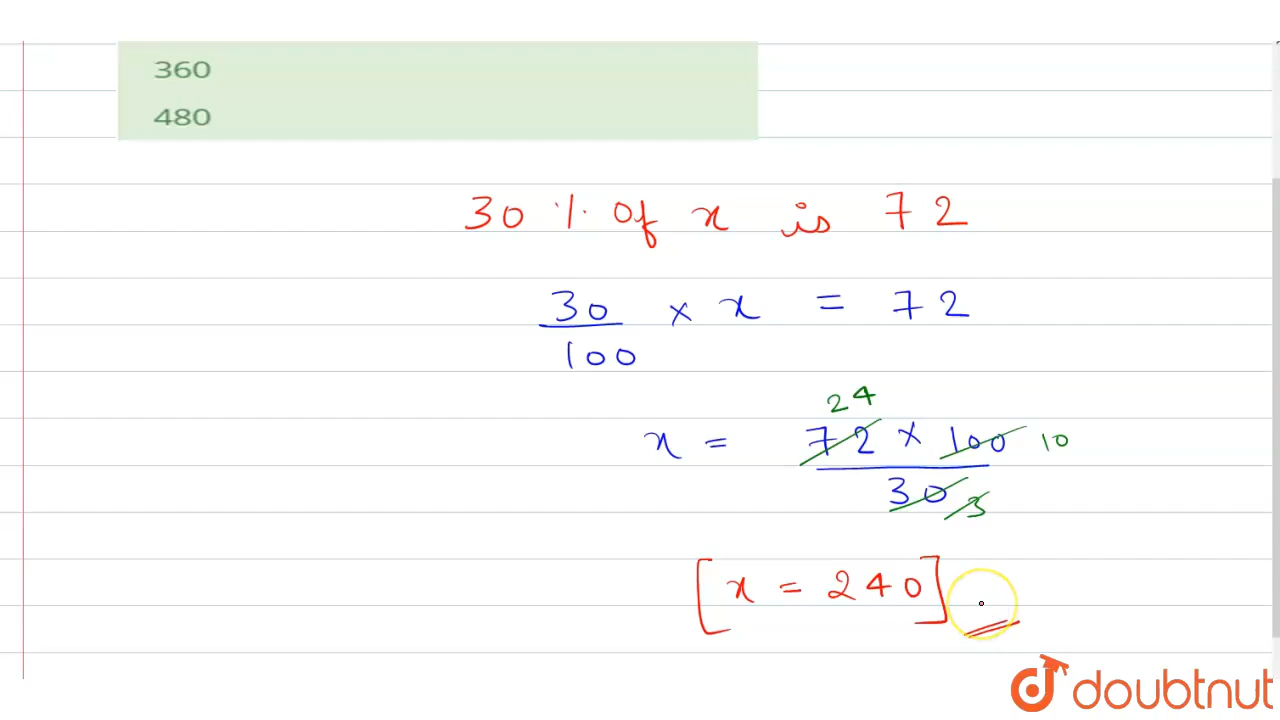 360
480
30 % Of x is 72
30/100 × x = 72
24
x = 72 × 100 10
30 3
[x = 240]
doubtnut